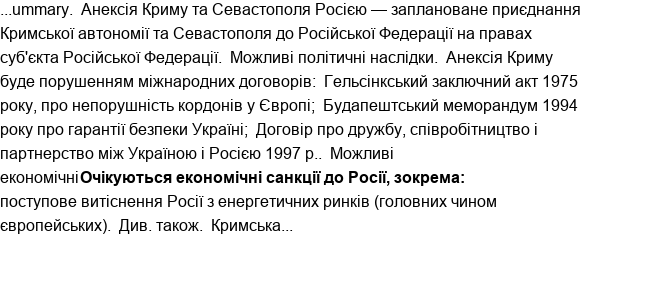 ...ummary.  Анексія Криму та Севастополя Росією — заплановане приєднання
Кримської автономії та Севастополя до Російської Федерації на правах
суб'єкта Російської Федерації.  Можливі політичні наслідки.  Анексія Криму
буде порушенням міжнародних договорів:  Гельсінкський заключний акт 1975
року, про непорушність кордонів у Європі;  Будапештський меморандум 1994
року про гарантії безпеки Україні;  Договір про дружбу, співробітництво і
партнерство між Україною і Росією 1997 р..  Можливі
економічніОчікуються економічні санкції до Росії, зокрема:
поступове витіснення Росії з енергетичних ринків (головних чином
європейських).  Див. також.  Кримська...